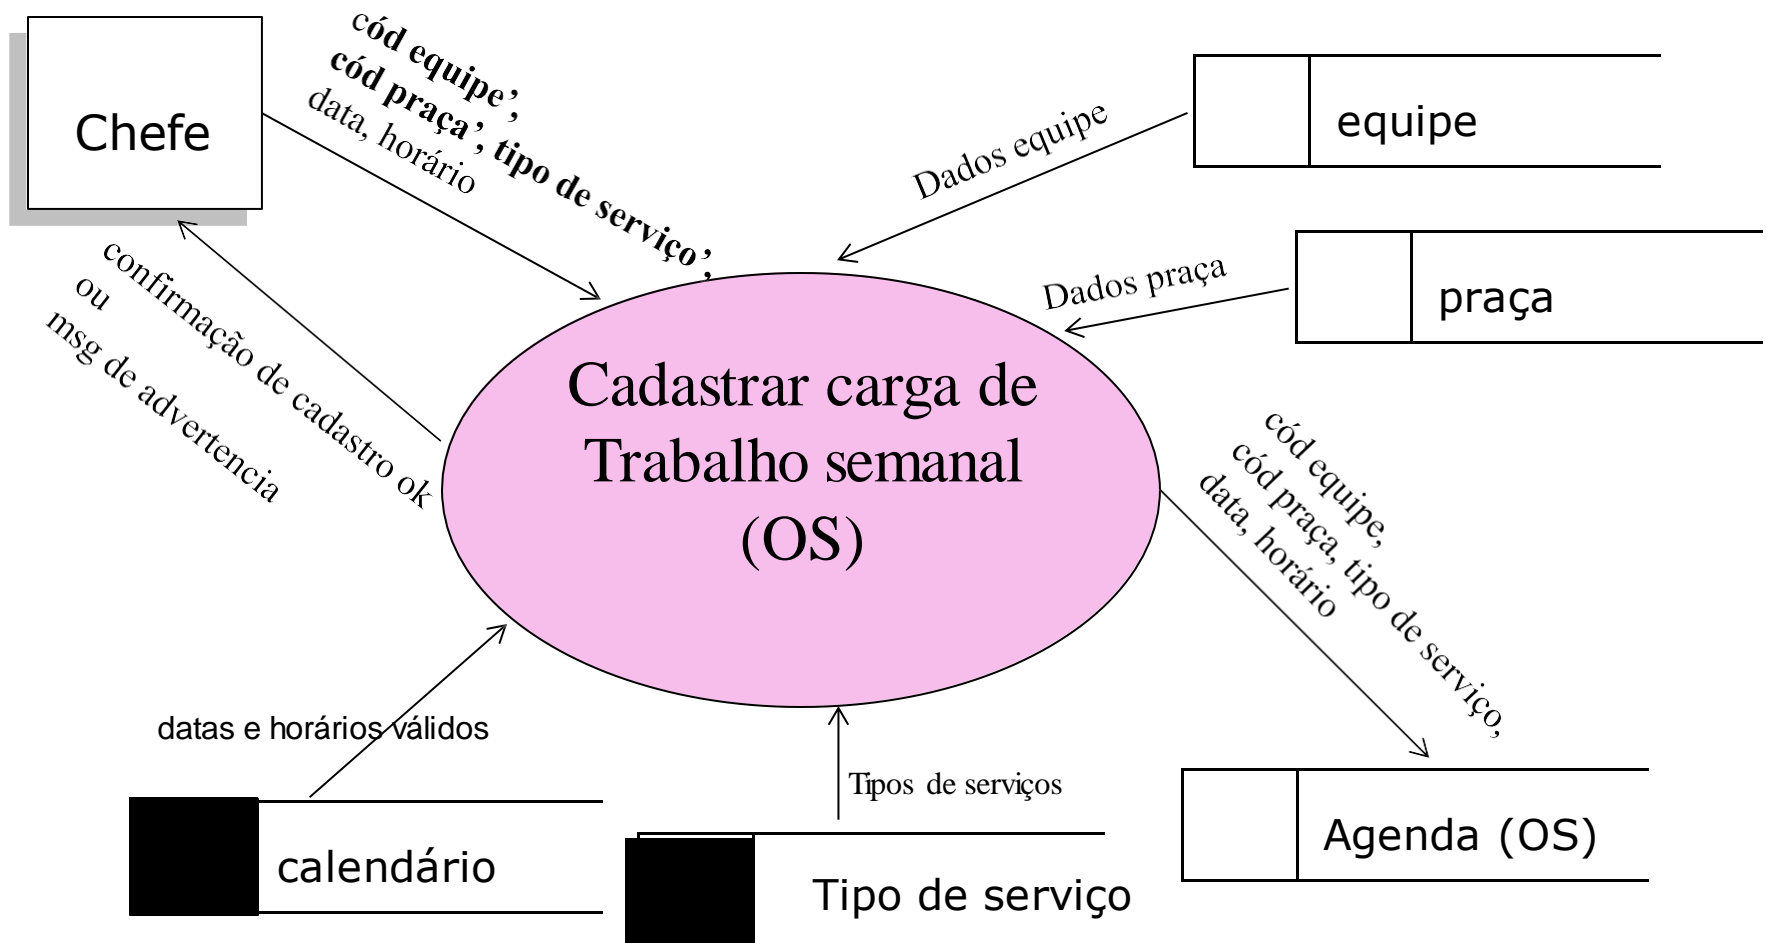 Chefe
cód equipe’,
cód praça’, tipo de serviço’,
data, horário
confirmação de cadastro ok
ou
msg de advertencia
Dados equipe
equipe
Dados praça
praça
Cadastrar carga de
Trabalho semanal
(OS)
cód equipe,
cód praça, tipo de serviço,
data, horário
datas e horários válidos
calendário
Tipos de serviços
Tipo de serviço
Agenda (OS)